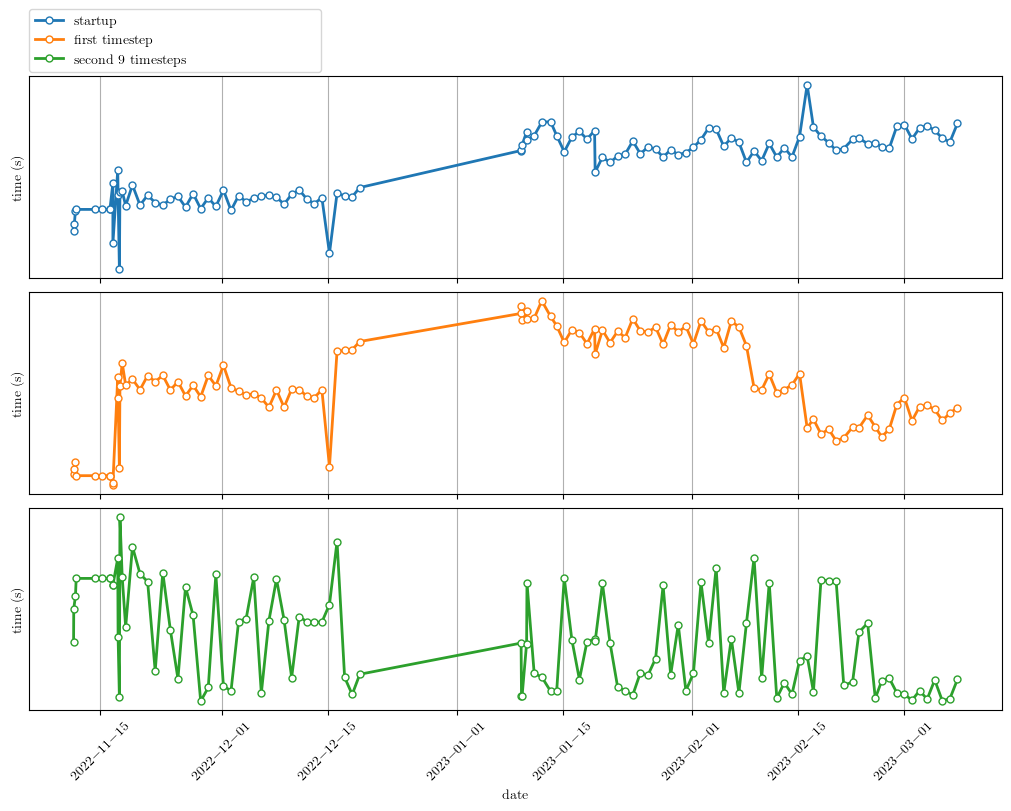 startup
first timestep
second 9 timesteps
time (s)
time (s)
time (s)
2022−11−15
2022−12−01
2022−12−15
2023−01−01
2023−01−15
2023−02−01
2023−02−15
2023−03−01
date